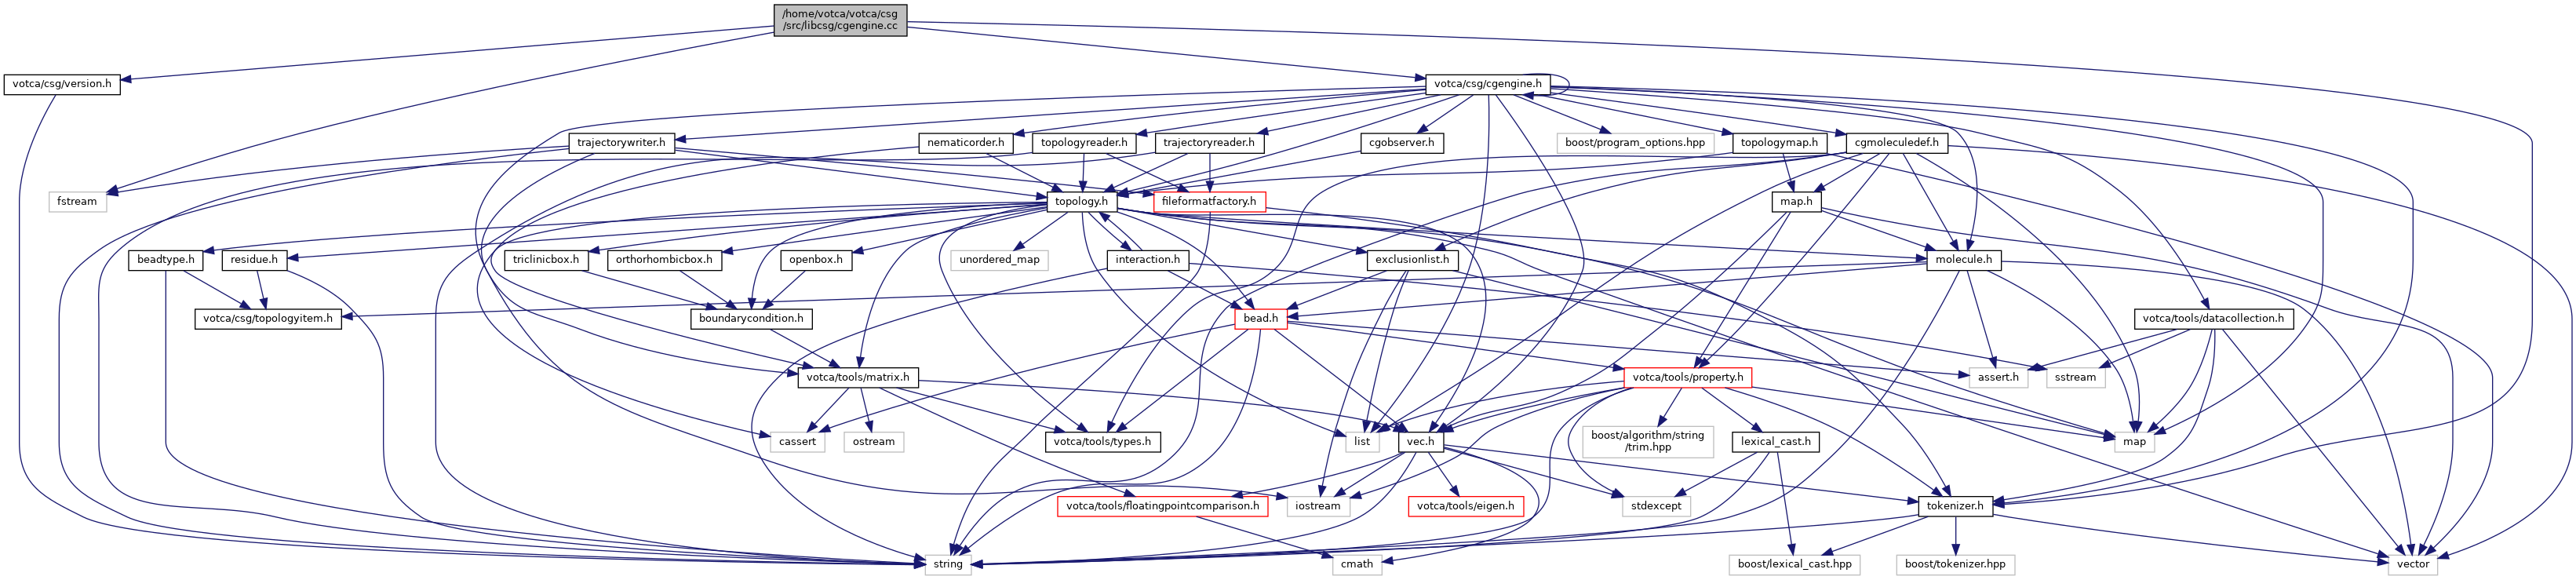 /home/votca/votca/csg
/src/libcsg/cgengine.cc
votca/csg/version.h
votca/csg/cgengine.h
trajectorywriter.h
nematicorder.h
topologyreader.h
trajectoryreader.h
cgobserver.h
boost/program_options.hpp
topologymap.h
cgmoleculedef.h
fstream
topology.h
fileformatfactory.h
map.h
beadtype.h
residue.h
triclinicbox.h
orthorhombicbox.h
openbox.h
unordered_map
interaction.h
exclusionlist.h
molecule.h
votca/csg/topologyitem.h
boundarycondition.h
bead.h
votca/tools/datacollection.h
votca/tools/matrix.h
votca/tools/property.h
assert.h
sstream
cassert
ostream
votca/tools/types.h
list
vec.h
boost/algorithm/string
/trim.hpp
lexical_cast.h
map
votca/tools/floatingpointcomparison.h
iostream
votca/tools/eigen.h
stdexcept
tokenizer.h
string
cmath
boost/lexical_cast.hpp
boost/tokenizer.hpp
vector